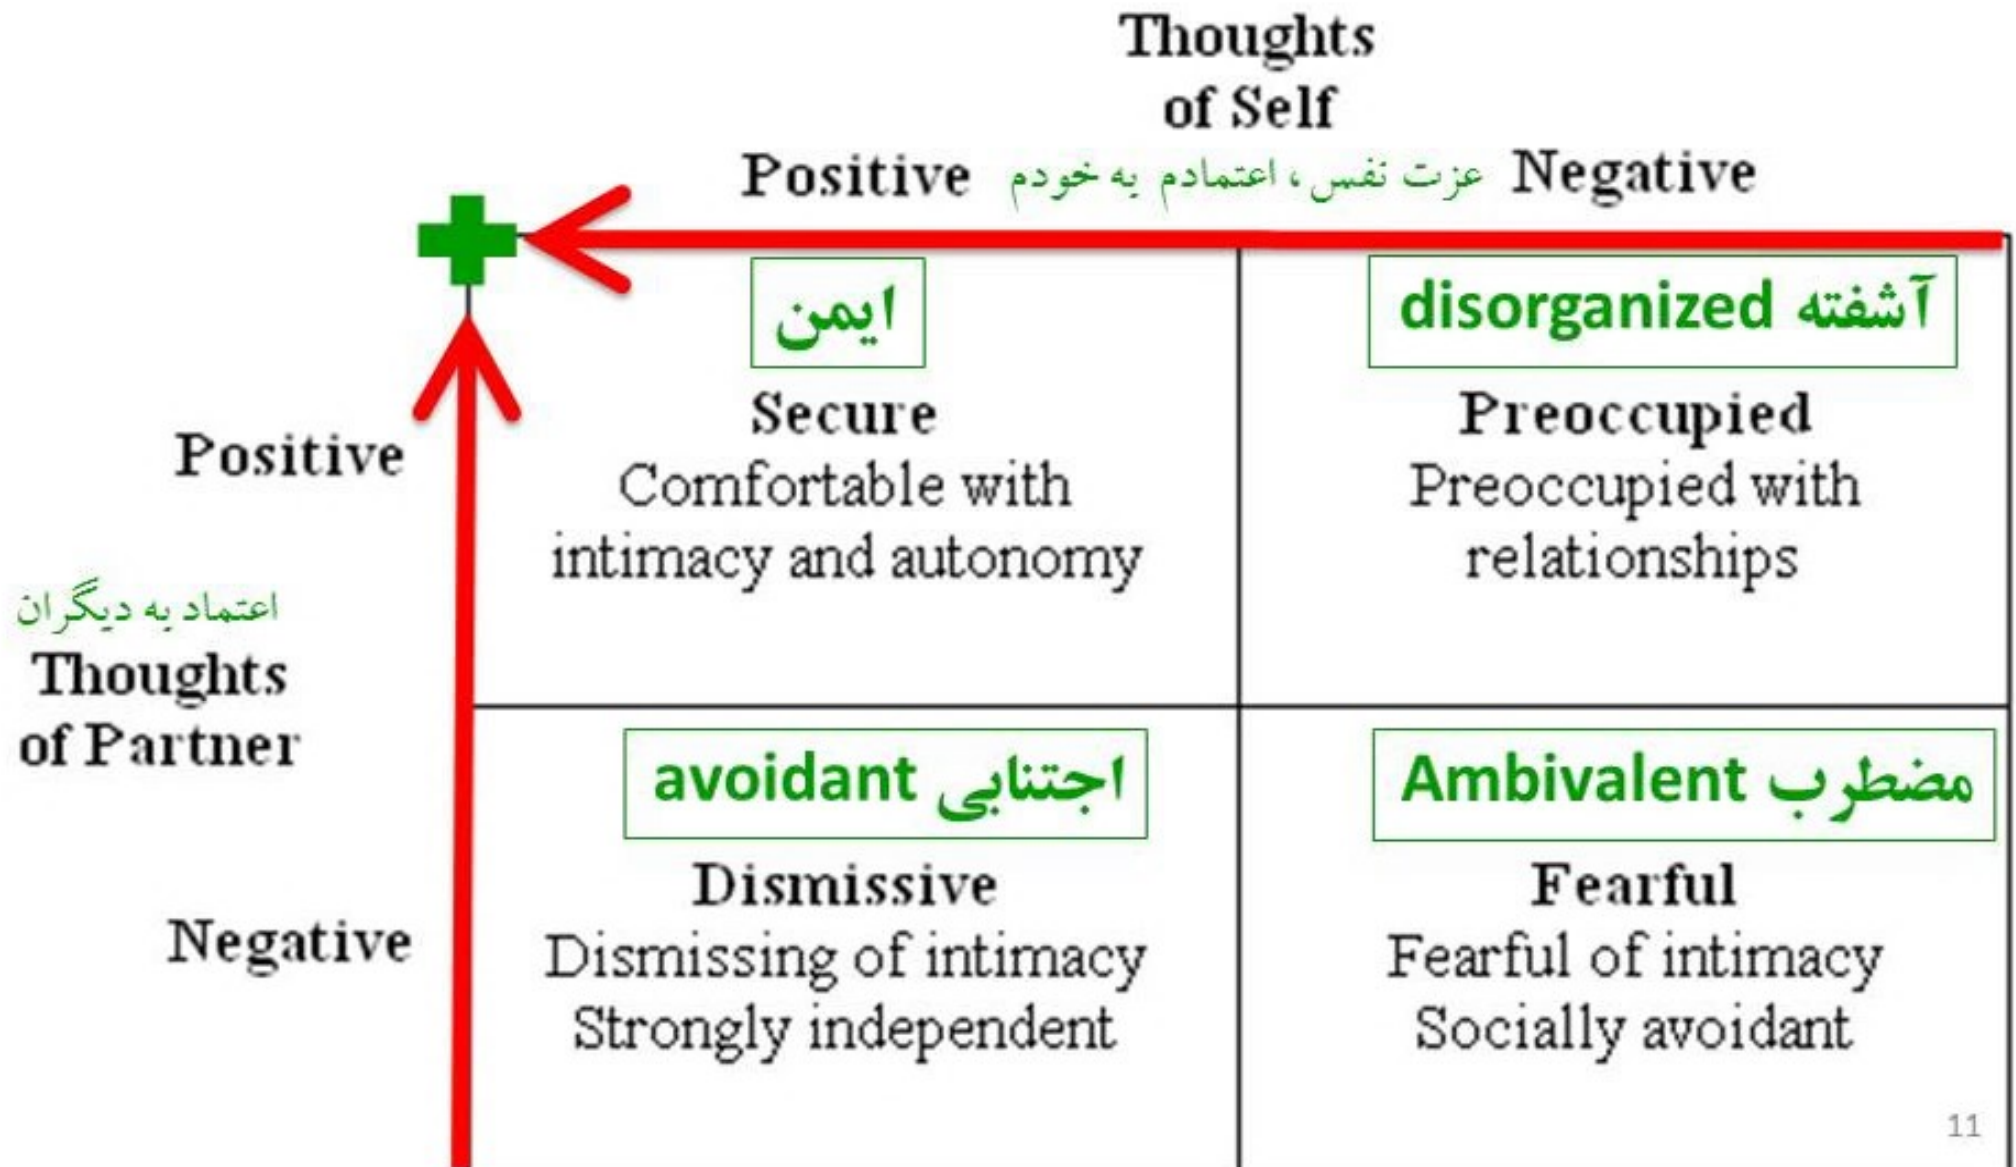 Thoughts
of Self
Positive عزت نفس، اعتمادم به خودم Negative
ایمن
آشفته disorganized
Secure
Comfortable with
intimacy and autonomy
Preoccupied
Preoccupied with
relationships
Positive
اعتماد به دیگران
Thoughts
of Partner
اجتنابی avoidant
مضطرب Ambivalent
Dismissive
Dismissing of intimacy
Strongly independent
Fearful
Fearful of intimacy
Socially avoidant
Negative
11